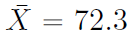 X̄ = 72.3